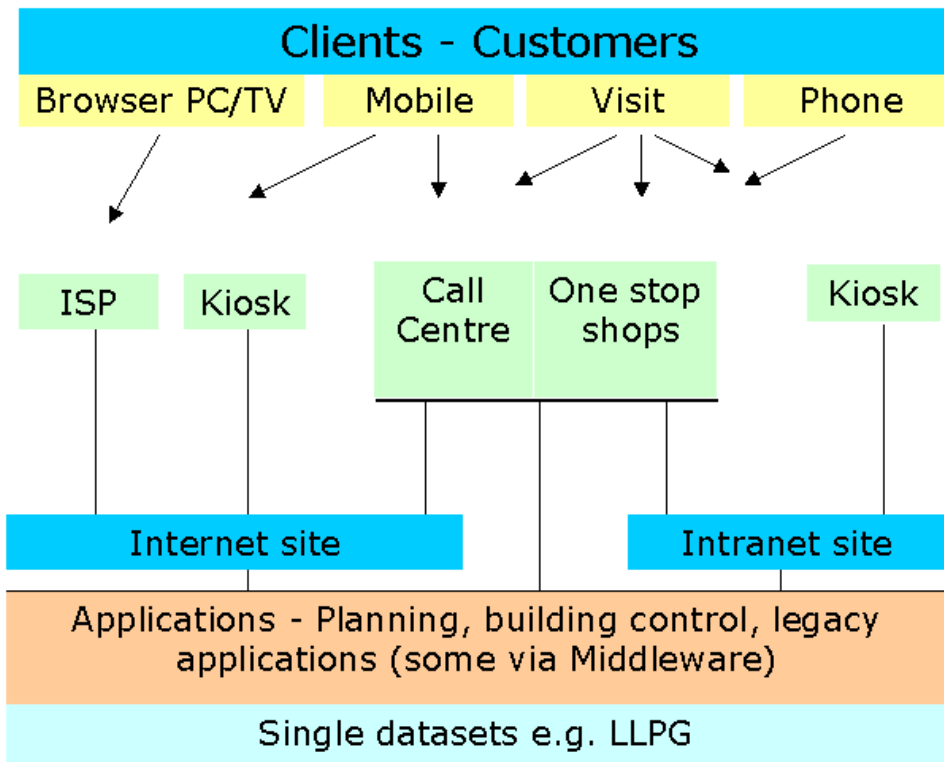 Clients - Customers
Browser PC/TV
Mobile
Visit
Phone
ISP
Kiosk
Call
Centre
One stop
shops
Kiosk
Internet site
Intranet site
Applications - Planning, building control, legacy
applications (some via Middleware)
Single datasets e.g. LLPG